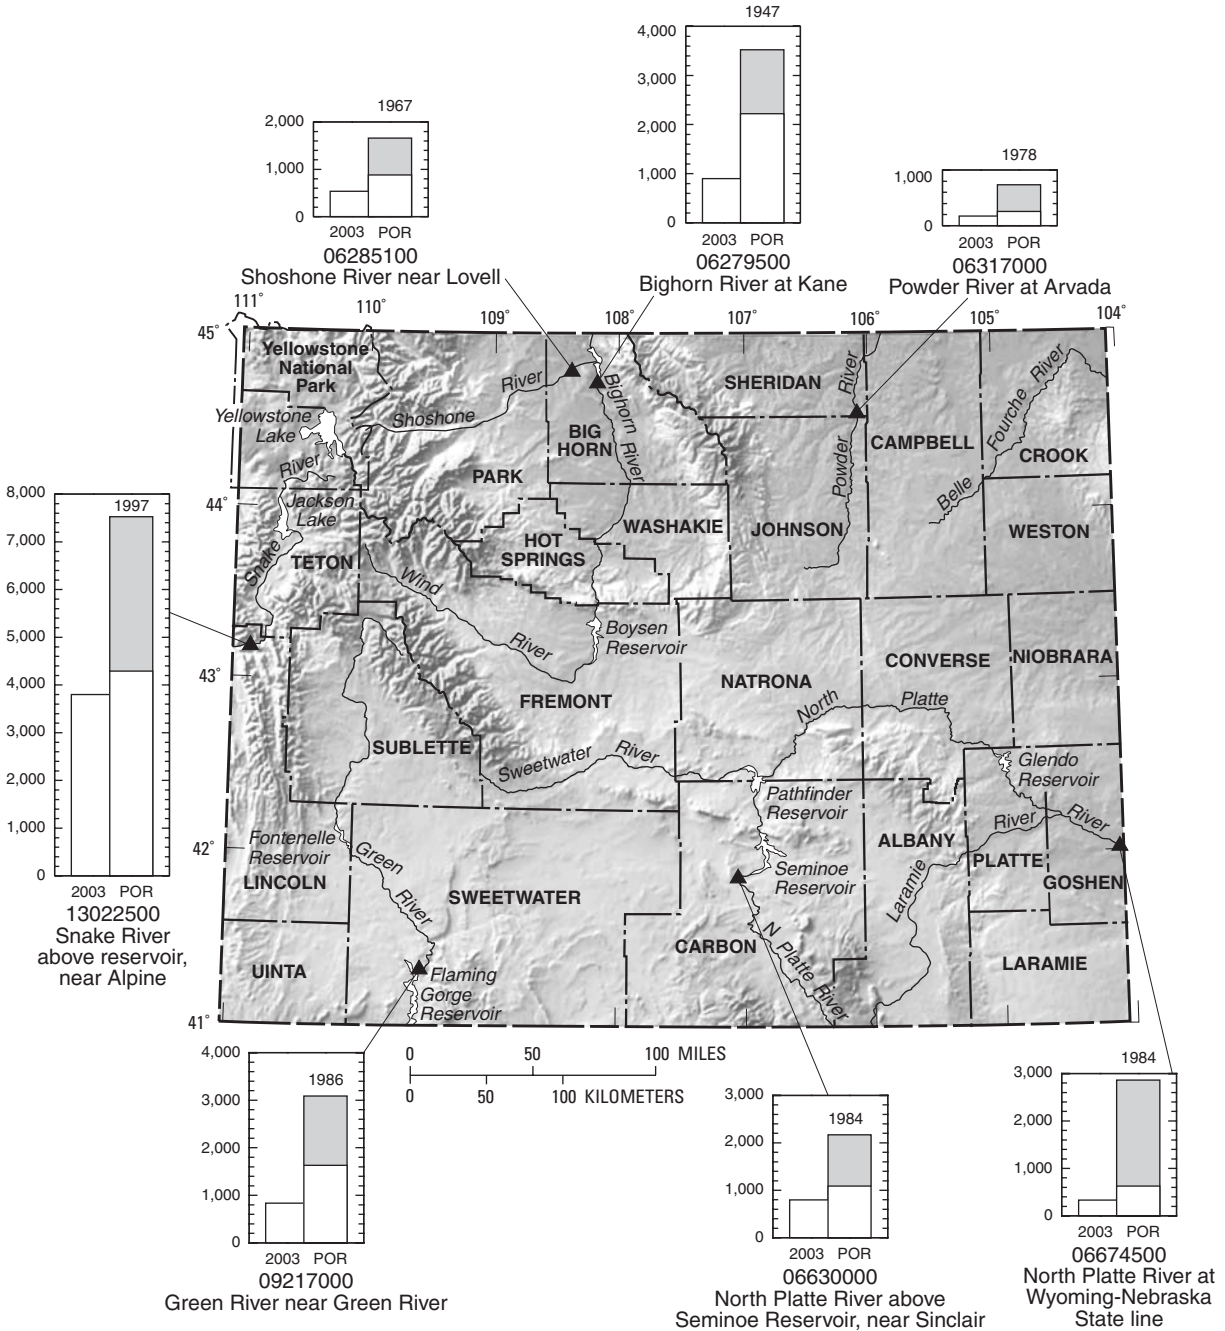 1947
4,000
3,000
2,000
1,000
0
2003 POR
06279500
Bighorn River at Kane
1967
2,000
1,000
0
2003 POR
06285100
Shoshone River near Lovell
1978
1,000
0
2003 POR
06317000
Powder River at Arvada
111°
110°
109°
108°
107°
106°
105°
104°
45°
44°
43°
42°
41°
Yellowstone
National
Park
Yellowstone
Lake
River
Jackson
Lake
Snake
TETON
Shoshone
River
PARK
BIG
HORN
Bighorn
River
HOT
SPRINGS
WASHAKIE
SHERIDAN
River
Powder
JOHNSON
CAMPBELL
Belle
Fourche
River
CROOK
WESTON
Wind
River
Boysen
Reservoir
FREMONT
SUBLETTE
Sweetwater
River
NATRONA
North
Platte
CONVERSE
NIOBRARA
Glendo
Reservoir
Pathfinder
Reservoir
Seminoe
Reservoir
ALBANY
Laramie
River
River
PLATTE
GOSHEN
Fontenelle
Reservoir
Green
River
LINCOLN
SWEETWATER
CARBON
N Platte River
LARAMIE
UINTA
Flaming
Gorge
Reservoir
8,000
7,000
6,000
5,000
4,000
3,000
2,000
1,000
0
1997
2003 POR
13022500
Snake River
above reservoir,
near Alpine
0 50 100 MILES
0 50 100 KILOMETERS
4,000
3,000
2,000
1,000
0
1986
2003 POR
09217000
Green River near Green River
3,000
2,000
1,000
0
1984
2003 POR
06630000
North Platte River above
Seminoe Reservoir, near Sinclair
1984
3,000
2,000
1,000
0
2003 POR
06674500
North Platte River at
Wyoming-Nebraska
State line